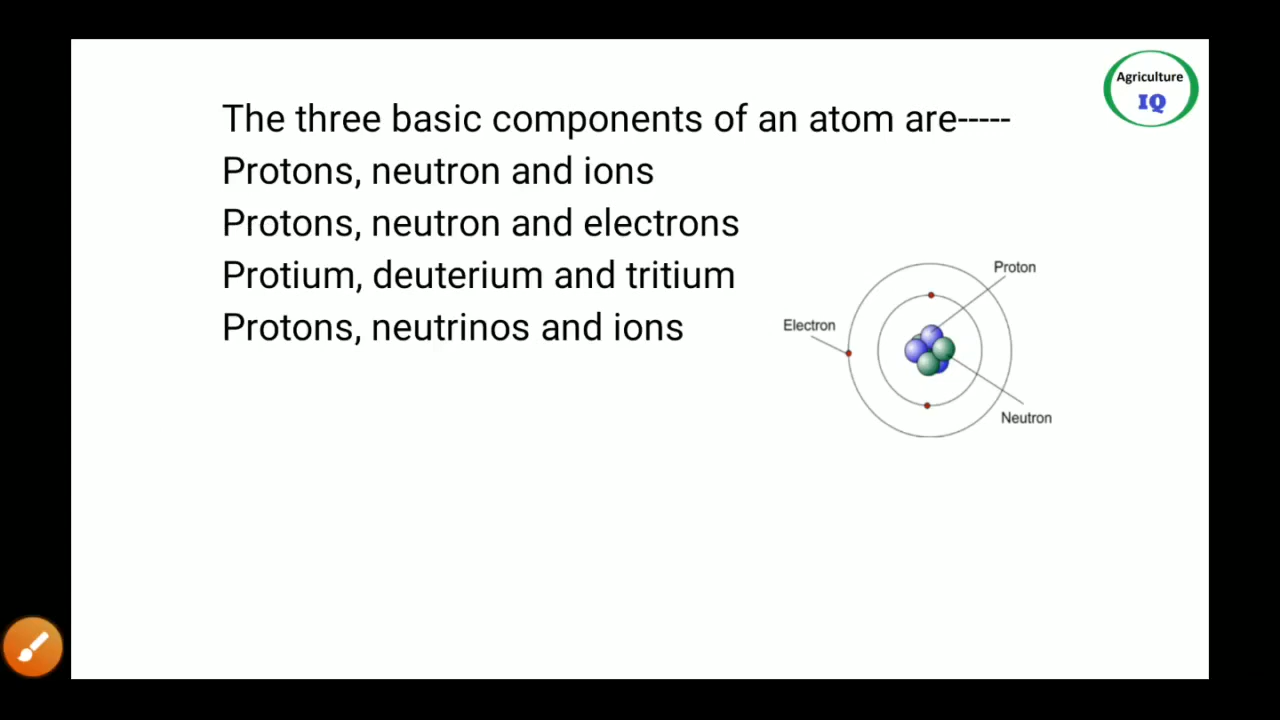 Agriculture
IQ
The three basic components of an atom are-----
Protons, neutron and ions
Protons, neutron and electrons
Protium, deuterium and tritium
Protons, neutrinos and ions
Proton
Electron
Neutron